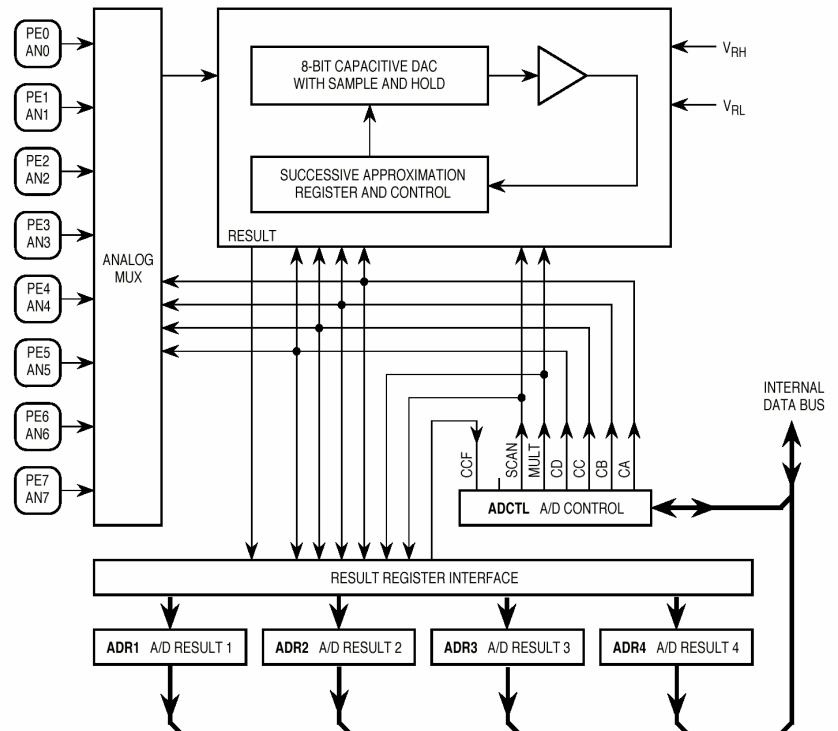 PE0
AN0
PE1
AN1
PE2
AN2
PE3
AN3
PE4
AN4
PE5
AN5
PE6
AN6
PE7
AN7
ANALOG
MUX
8-BIT CAPACITIVE DAC
WITH SAMPLE AND HOLD
SUCCESSIVE APPROXIMATION
REGISTER AND CONTROL
RESULT
VRH
VRL
INTERNAL
DATA BUS
CCF
SCAN
MULT
CD
CC
CB
CA
ADCTL A/D CONTROL
RESULT REGISTER INTERFACE
ADR1 A/D RESULT 1
ADR2 A/D RESULT 2
ADR3 A/D RESULT 3
ADR4 A/D RESULT 4